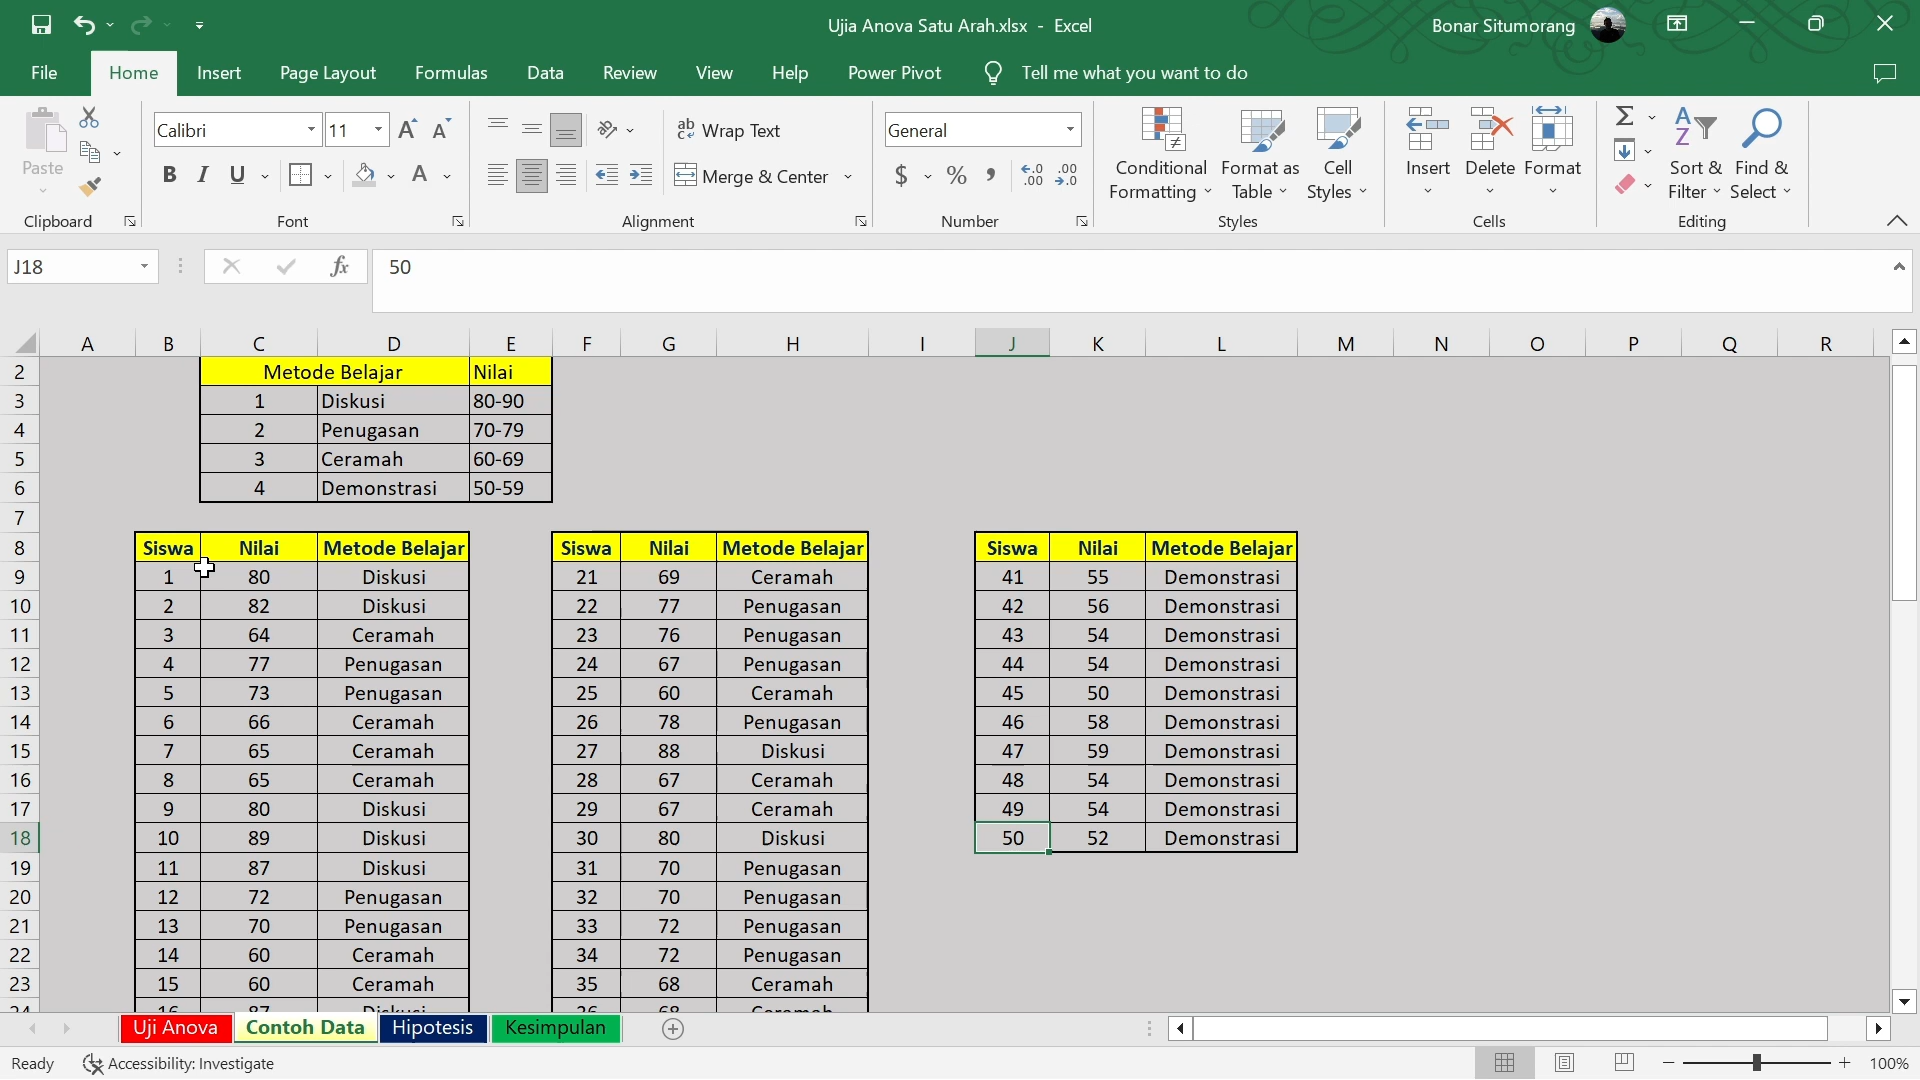 Ujia Anova Satu Arah.xlsx - Excel
Bonar Situmorang
File Home Insert Page Layout Formulas Data Review View Help Power Pivot Tell me what you want to do
Paste
Clipboard
Calibri 11
B I U A
Font
ab Wrap Text
Merge & Center
Alignment
General
$ % ,
Number
Conditional Formatting
Format as Table
Cell Styles
Styles
Insert Delete Format
Cells
Sort & Filter
Find & Select
Editing
J18 fx 50
A B C D E F G H I J K L M N O P Q R
2 Metode Belajar Nilai
3 1 Diskusi 80-90
4 2 Penugasan 70-79
5 3 Ceramah 60-69
6 4 Demonstrasi 50-59
7
8 Siswa Nilai Metode Belajar Siswa Nilai Metode Belajar Siswa Nilai Metode Belajar
9 1 80 Diskusi 21 69 Ceramah 41 55 Demonstrasi
10 2 82 Diskusi 22 77 Penugasan 42 56 Demonstrasi
11 3 64 Ceramah 23 76 Penugasan 43 54 Demonstrasi
12 4 77 Penugasan 24 67 Penugasan 44 54 Demonstrasi
13 5 73 Penugasan 25 60 Ceramah 45 50 Demonstrasi
14 6 66 Ceramah 26 78 Penugasan 46 58 Demonstrasi
15 7 65 Ceramah 27 88 Diskusi 47 59 Demonstrasi
16 8 65 Ceramah 28 67 Ceramah 48 54 Demonstrasi
17 9 80 Diskusi 29 67 Ceramah 49 54 Demonstrasi
18 10 89 Diskusi 30 80 Diskusi 50 52 Demonstrasi
19 11 87 Diskusi 31 70 Penugasan
20 12 72 Penugasan 32 70 Penugasan
21 13 70 Penugasan 33 72 Penugasan
22 14 60 Ceramah 34 72 Penugasan
23 15 60 Ceramah 35 68 Ceramah
Uji Anova Contoh Data Hipotesis Kesimpulan
Ready Accessibility: Investigate 100%